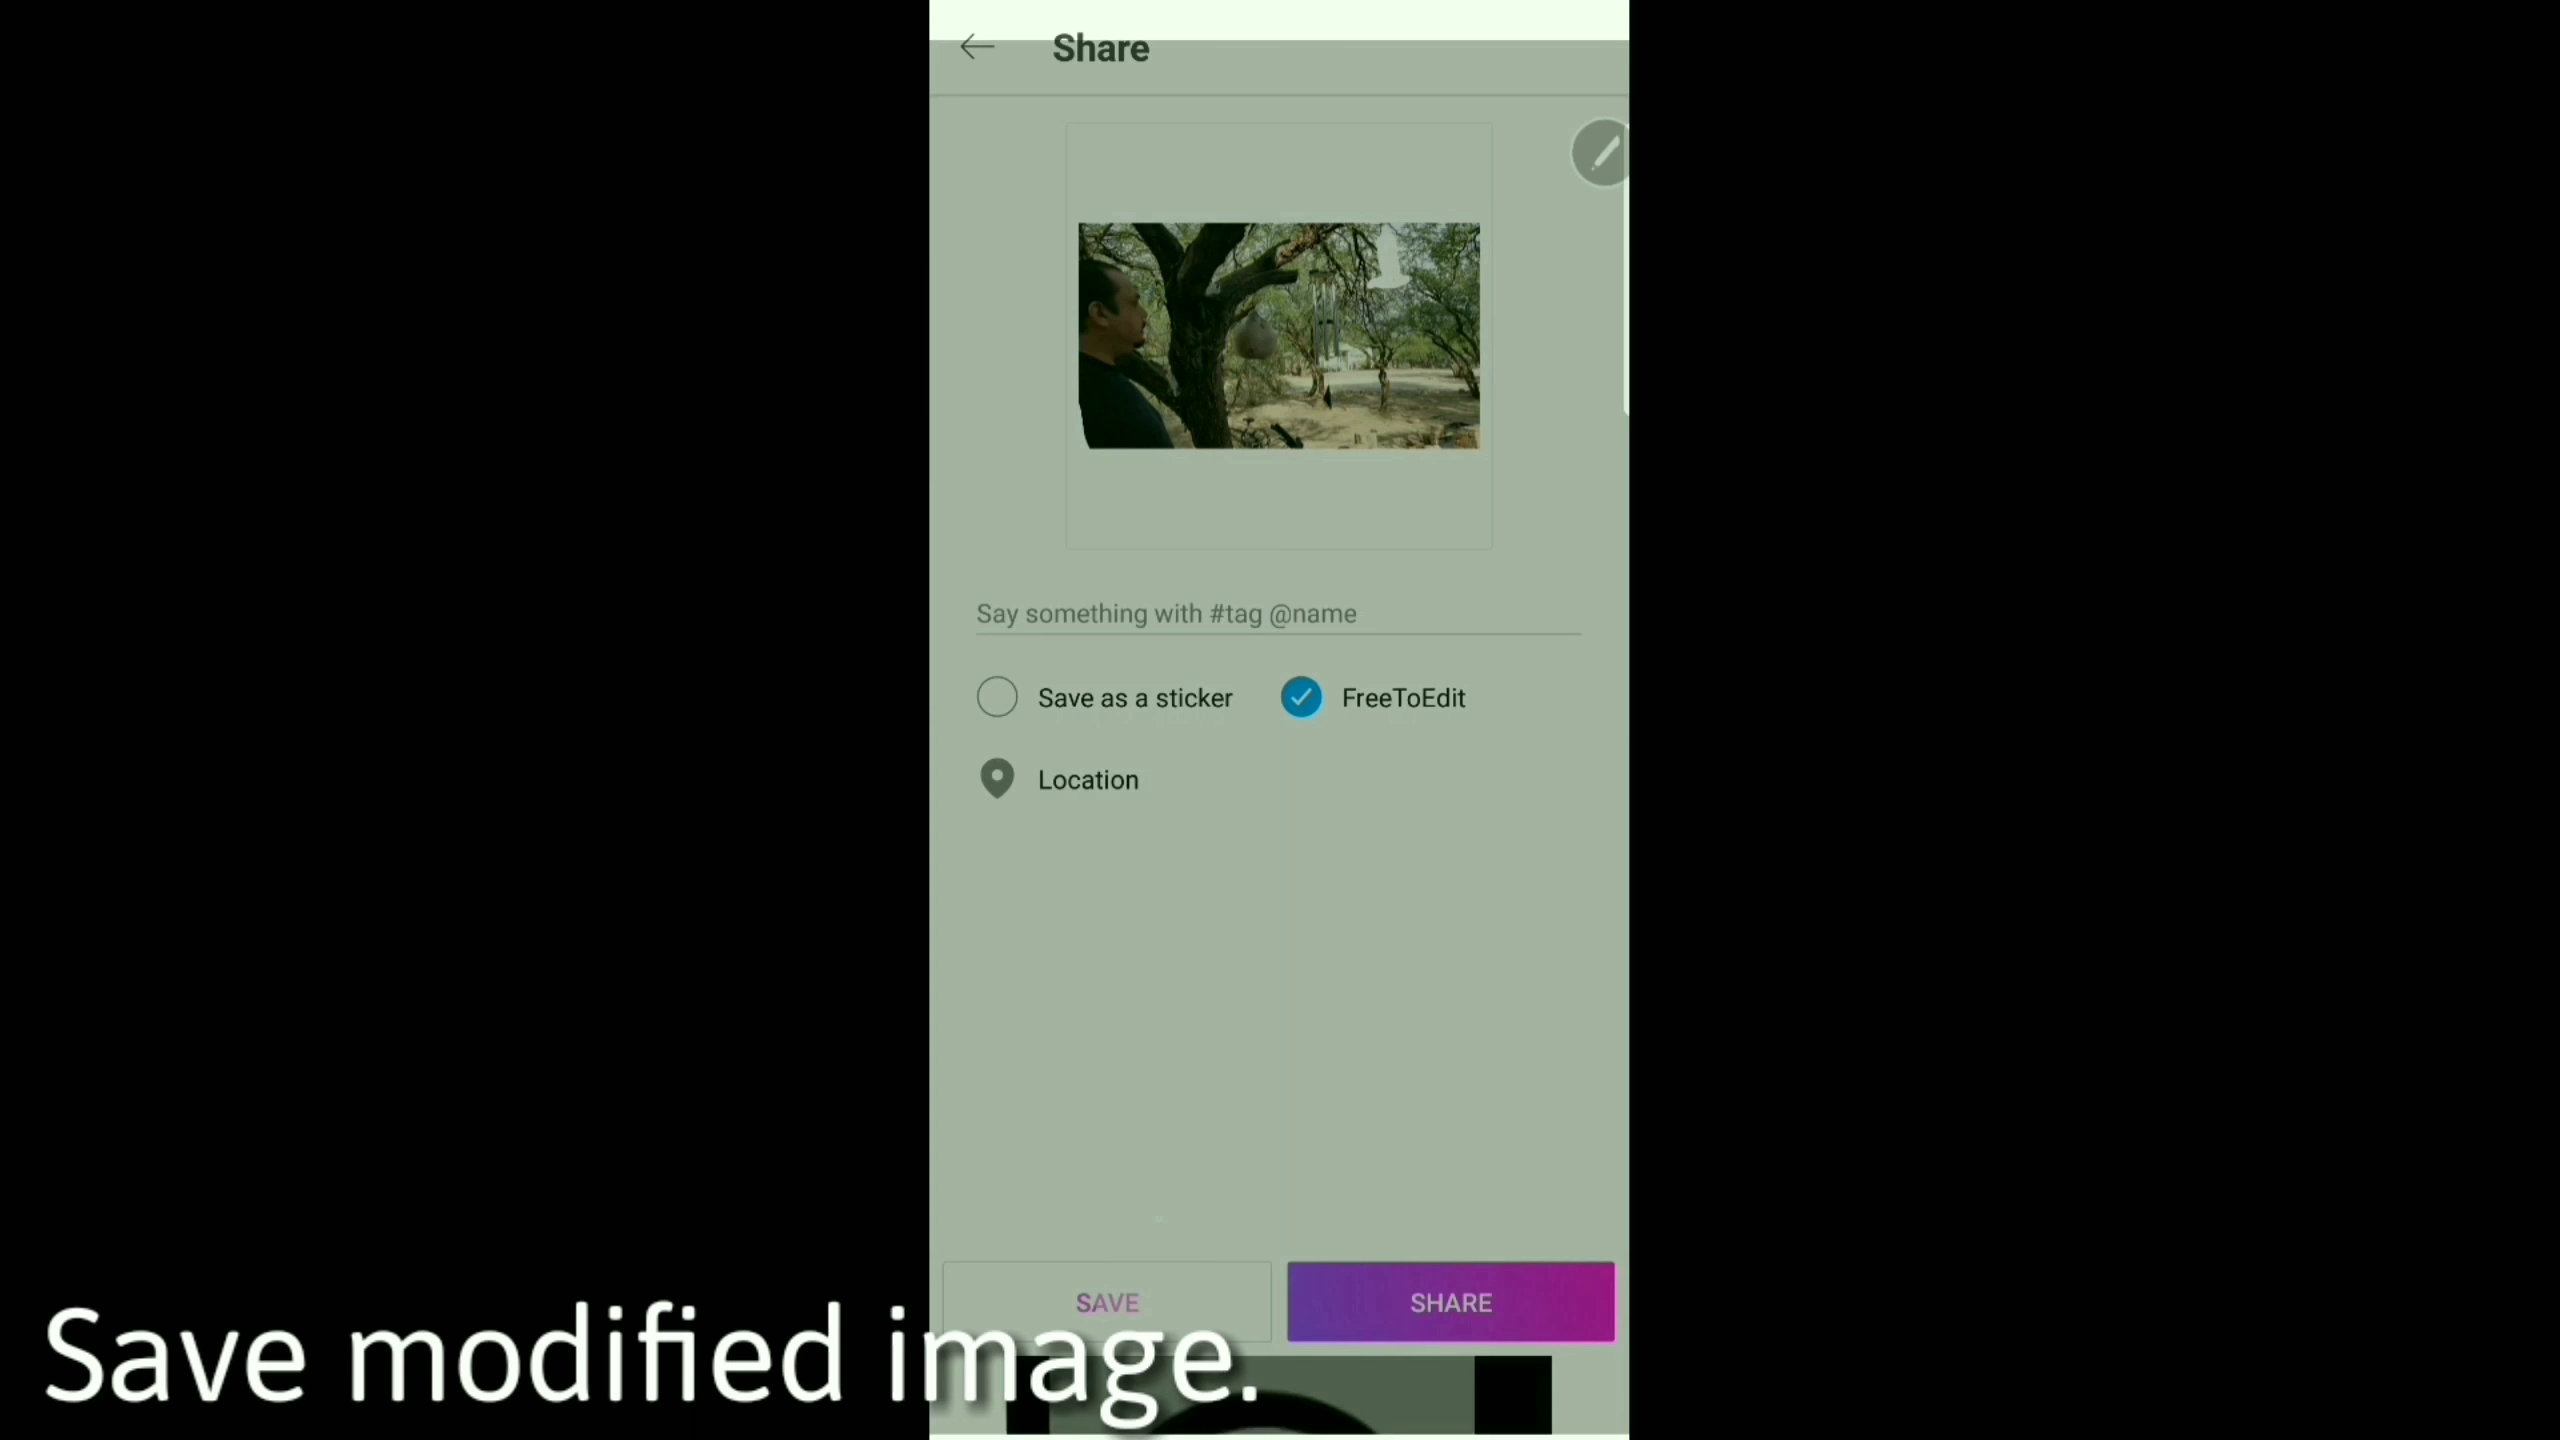 Share
Say something with #tag @name
Save as a sticker
FreeToEdit
Location
SAVE
SHARE
Save modified image.